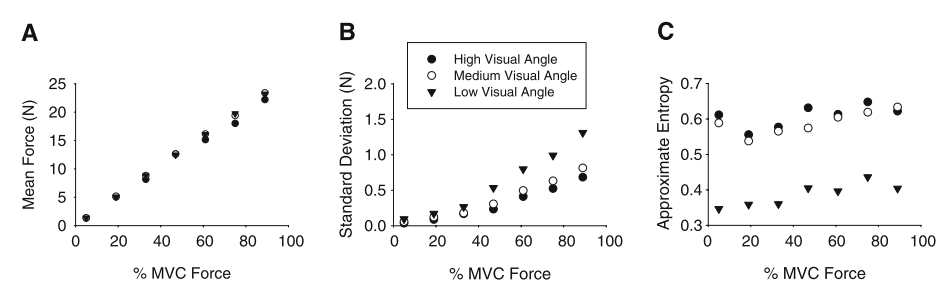 A
Mean Force (N)
25
20
15
10
5
0
0 20 40 60 80 100
% MVC Force
B
High Visual Angle
Medium Visual Angle
Low Visual Angle
Standard Deviation (N)
2.0
1.5
1.0
0.5
0.0
0 20 40 60 80 100
% MVC Force
C
Approximate Entropy
0.7
0.6
0.5
0.4
0.3
0 20 40 60 80 100
% MVC Force